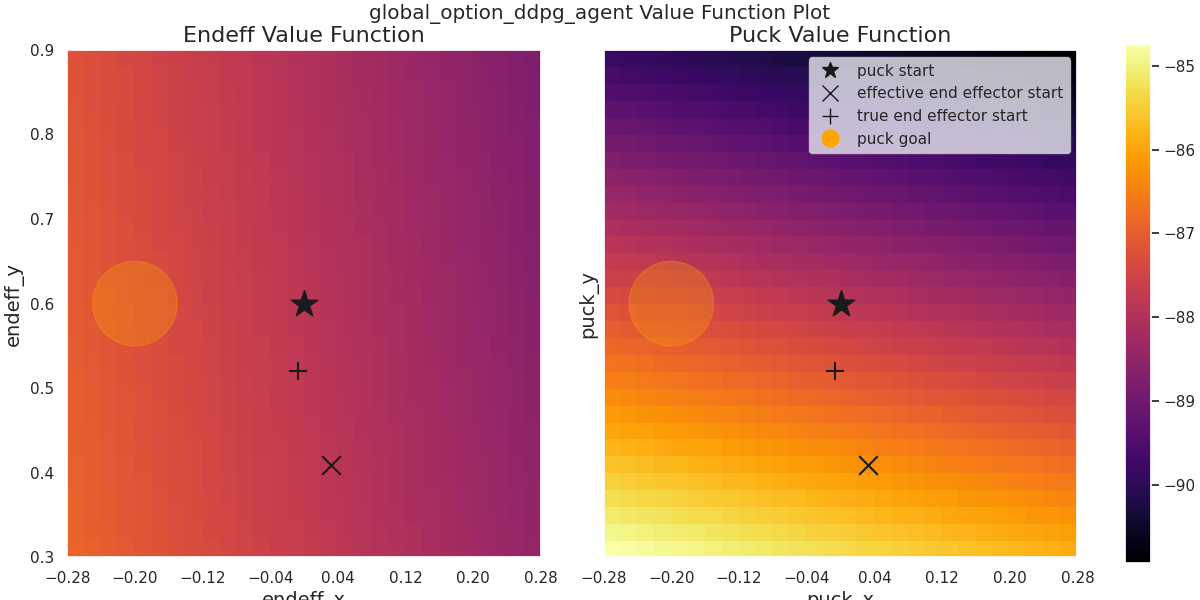 global_option_ddpg_agent Value Function Plot
Endeff Value Function
Puck Value Function
0.9
0.8
0.7
0.6
0.5
0.4
0.3
endeff_y
−0.28 −0.20 −0.12 −0.04 0.04 0.12 0.20 0.28
endeff_x
puck start
effective end effector start
true end effector start
puck goal
puck_y
−0.28 −0.20 −0.12 −0.04 0.04 0.12 0.20 0.28
puck_x
−85
−86
−87
−88
−89
−90